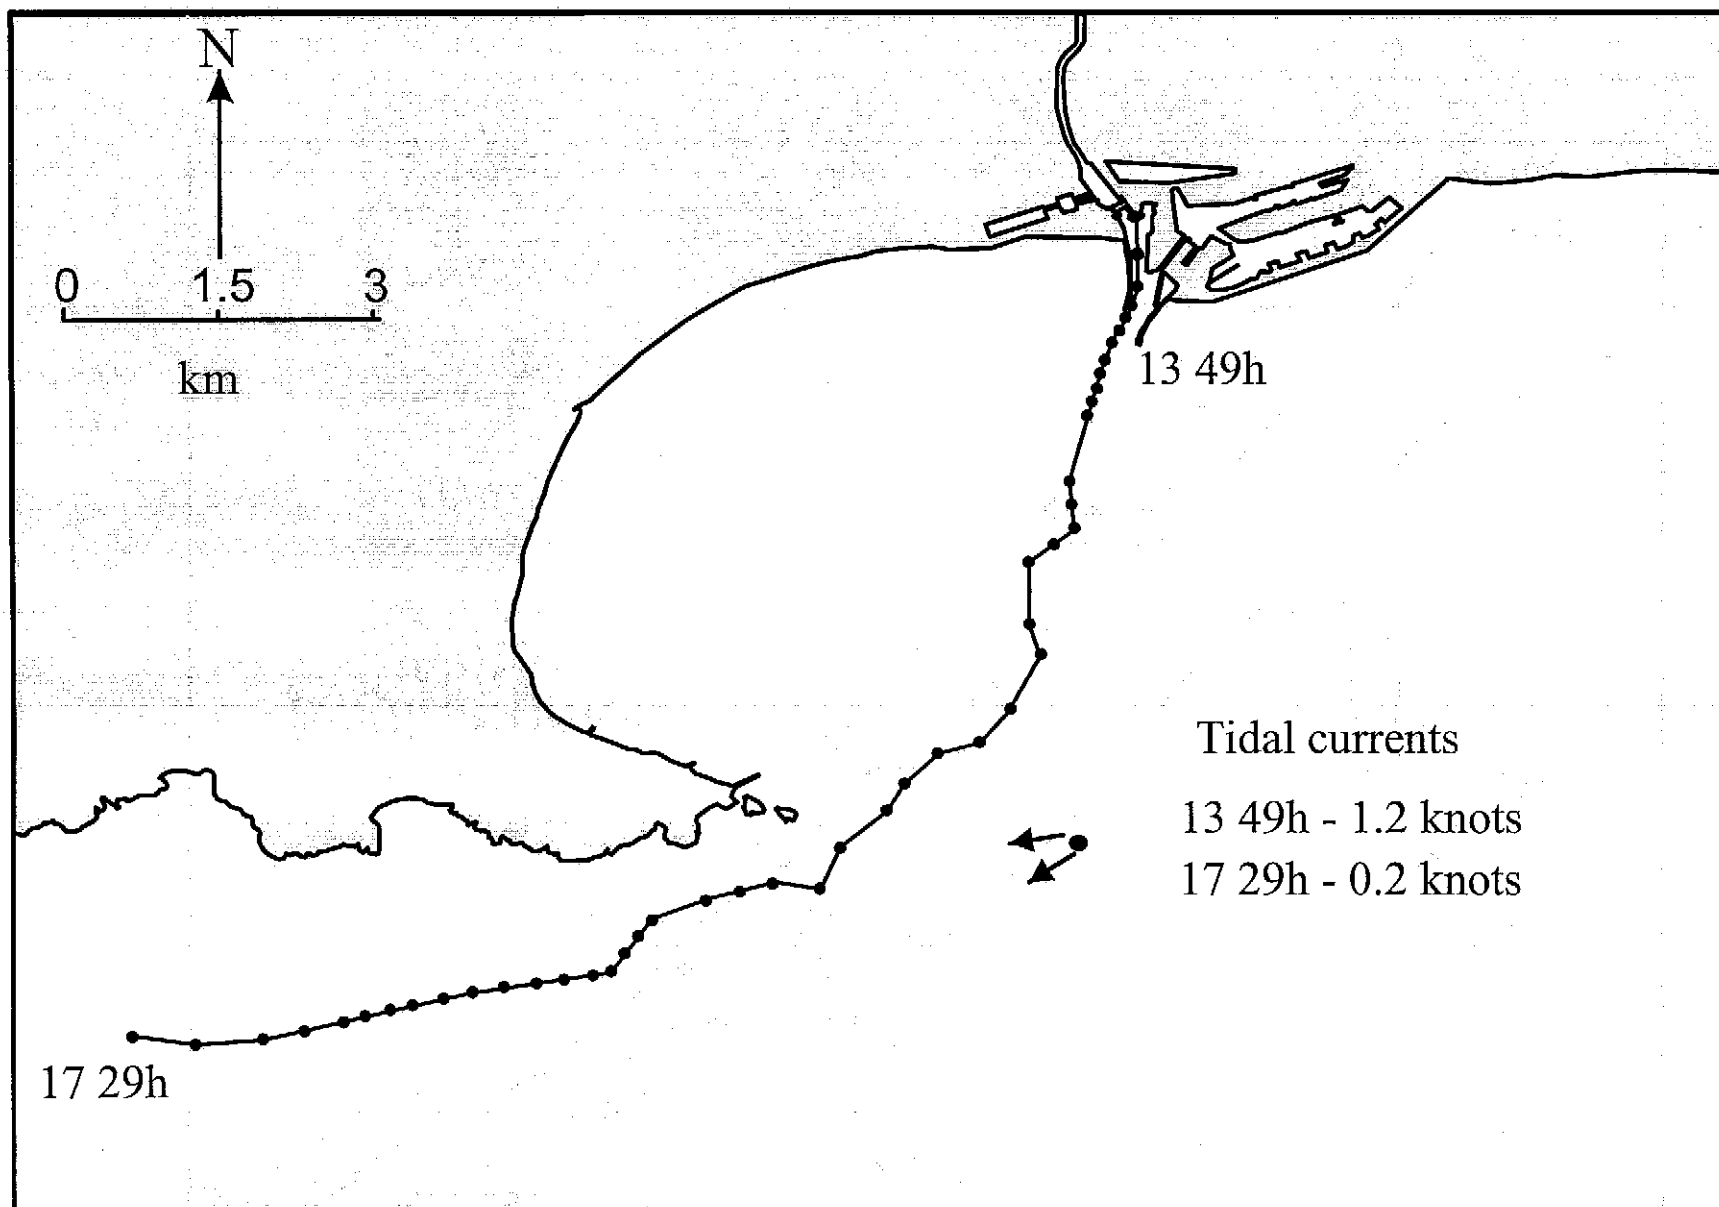 N
0 1.5 3
km
13 49h
Tidal currents
13 49h - 1.2 knots
17 29h - 0.2 knots
17 29h